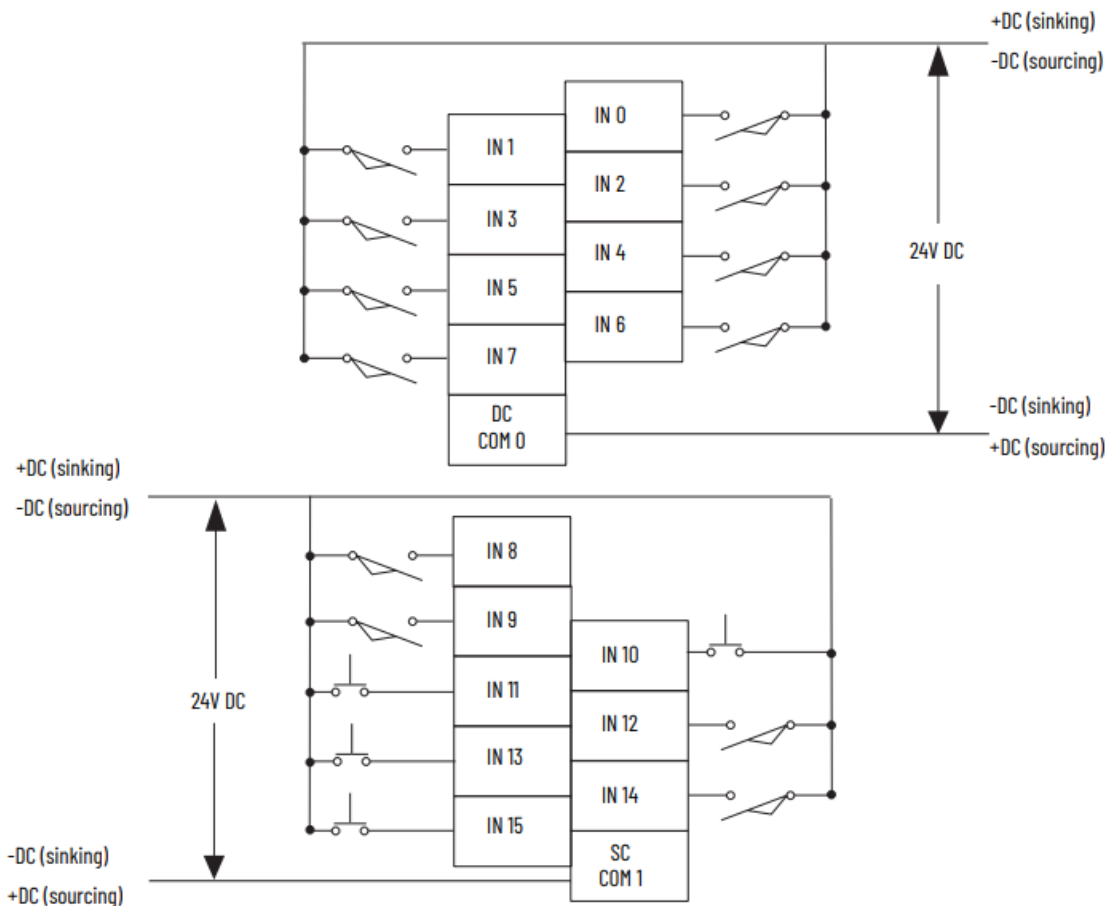 +DC (sinking)
-DC (sourcing)
IN 0
IN 1
IN 2
IN 3
IN 4
24V DC
IN 5
IN 6
IN 7
DC
COM 0
-DC (sinking)
+DC (sourcing)
+DC (sinking)
-DC (sourcing)
IN 8
IN 9
IN 10
IN 11
24V DC
IN 12
IN 13
IN 14
IN 15
SC
COM 1
-DC (sinking)
+DC (sourcing)